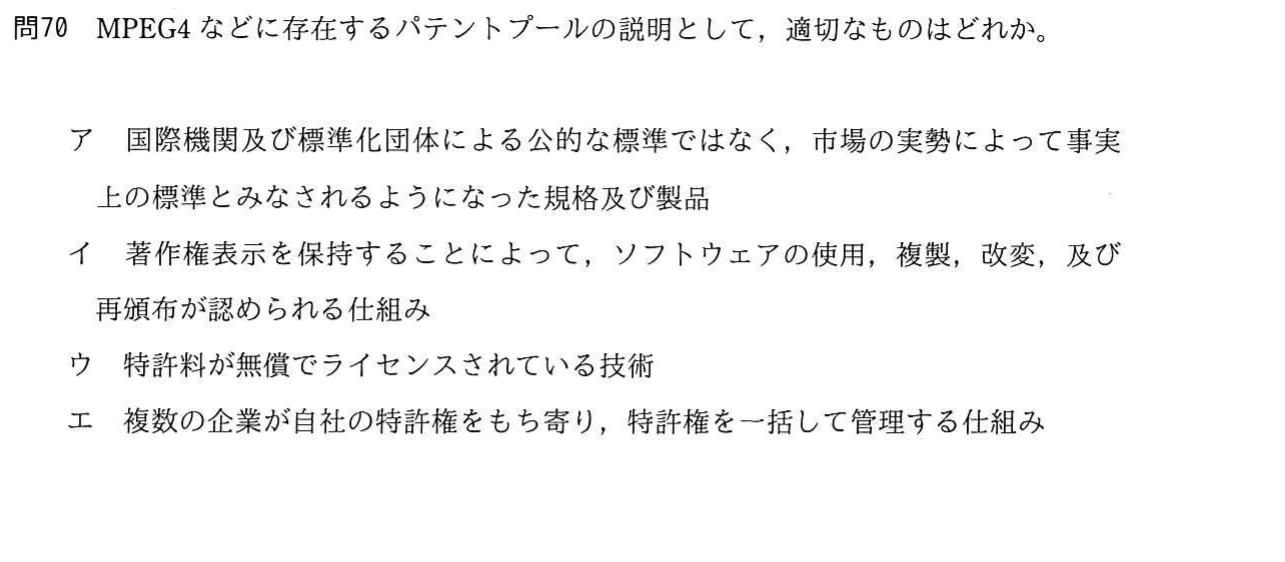 問70 MPEG4 などに存在するパテントプールの説明として，適切なものはどれか。
ア 国際機関及び標準化団体による公的な標準ではなく，市場の実勢によって事実
上の標準とみなされるようになった規格及び製品
イ 著作権表示を保持することによって，ソフトウェアの使用，複製，改変，及び
再頒布が認められる仕組み
ウ 特許料が無償でライセンスされている技術
エ 複数の企業が自社の特許権をもち寄り，特許権を一括して管理する仕組み